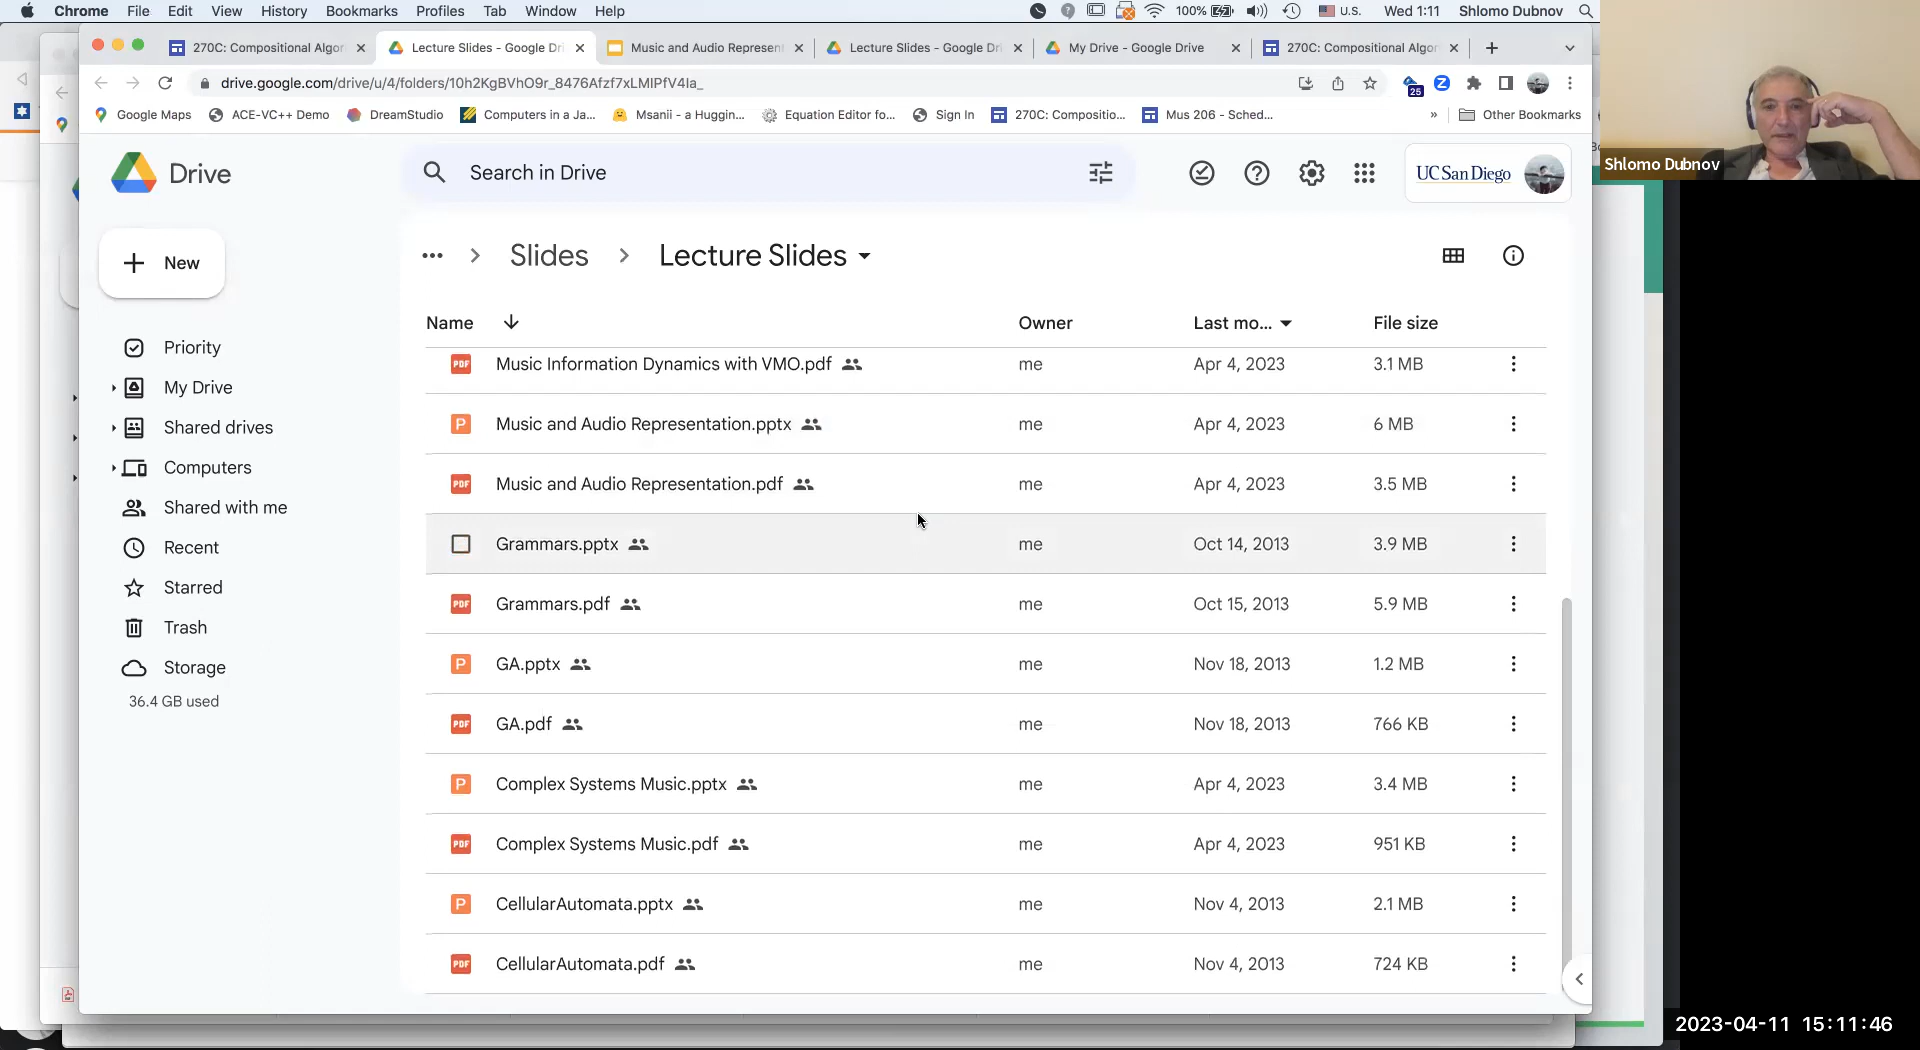 Chrome File Edit View History Bookmarks Profiles Tab Window Help 100% U.S. Wed 1:11 Shlomo Dubnov
270C: Compositional Algor Lecture Slides - Google Dri Music and Audio Represent Lecture Slides - Google Dri My Drive - Google Drive 270C: Compositional Algor
drive.google.com/drive/u/4/folders/10h2KgBVhO9r_8476Afzf7xLMIPfV4Ia_ 25
Google Maps ACE-VC++ Demo DreamStudio Computers in a Ja... Msanii - a Huggin... Equation Editor fo... Sign In 270C: Compositio... Mus 206 - Sched... » Other Bookmarks
Shlomo Dubnov
Drive Search in Drive UC San Diego
New
Slides > Lecture Slides
Name Owner Last mo... File size
Priority
My Drive
Shared drives
Computers
Shared with me
Recent
Starred
Trash
Storage
36.4 GB used
Music Information Dynamics with VMO.pdf me Apr 4, 2023 3.1 MB
Music and Audio Representation.pptx me Apr 4, 2023 6 MB
Music and Audio Representation.pdf me Apr 4, 2023 3.5 MB
Grammars.pptx me Oct 14, 2013 3.9 MB
Grammars.pdf me Oct 15, 2013 5.9 MB
GA.pptx me Nov 18, 2013 1.2 MB
GA.pdf me Nov 18, 2013 766 KB
Complex Systems Music.pptx me Apr 4, 2023 3.4 MB
Complex Systems Music.pdf me Apr 4, 2023 951 KB
CellularAutomata.pptx me Nov 4, 2013 2.1 MB
CellularAutomata.pdf me Nov 4, 2013 724 KB
2023-04-11 15:11:46